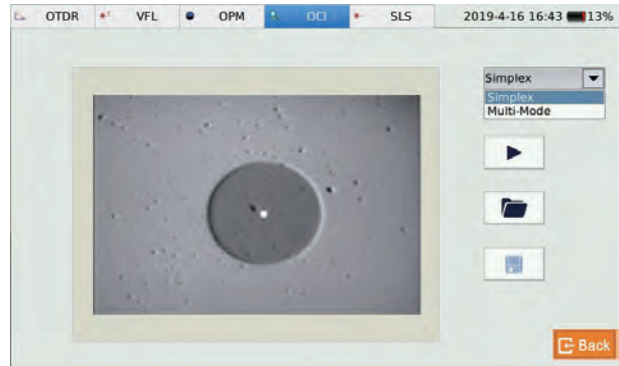 OTDR VFL OPM OCI SLS 2019-4-16 16:43 13%
Simplex
Simplex
Multi-Mode
Back